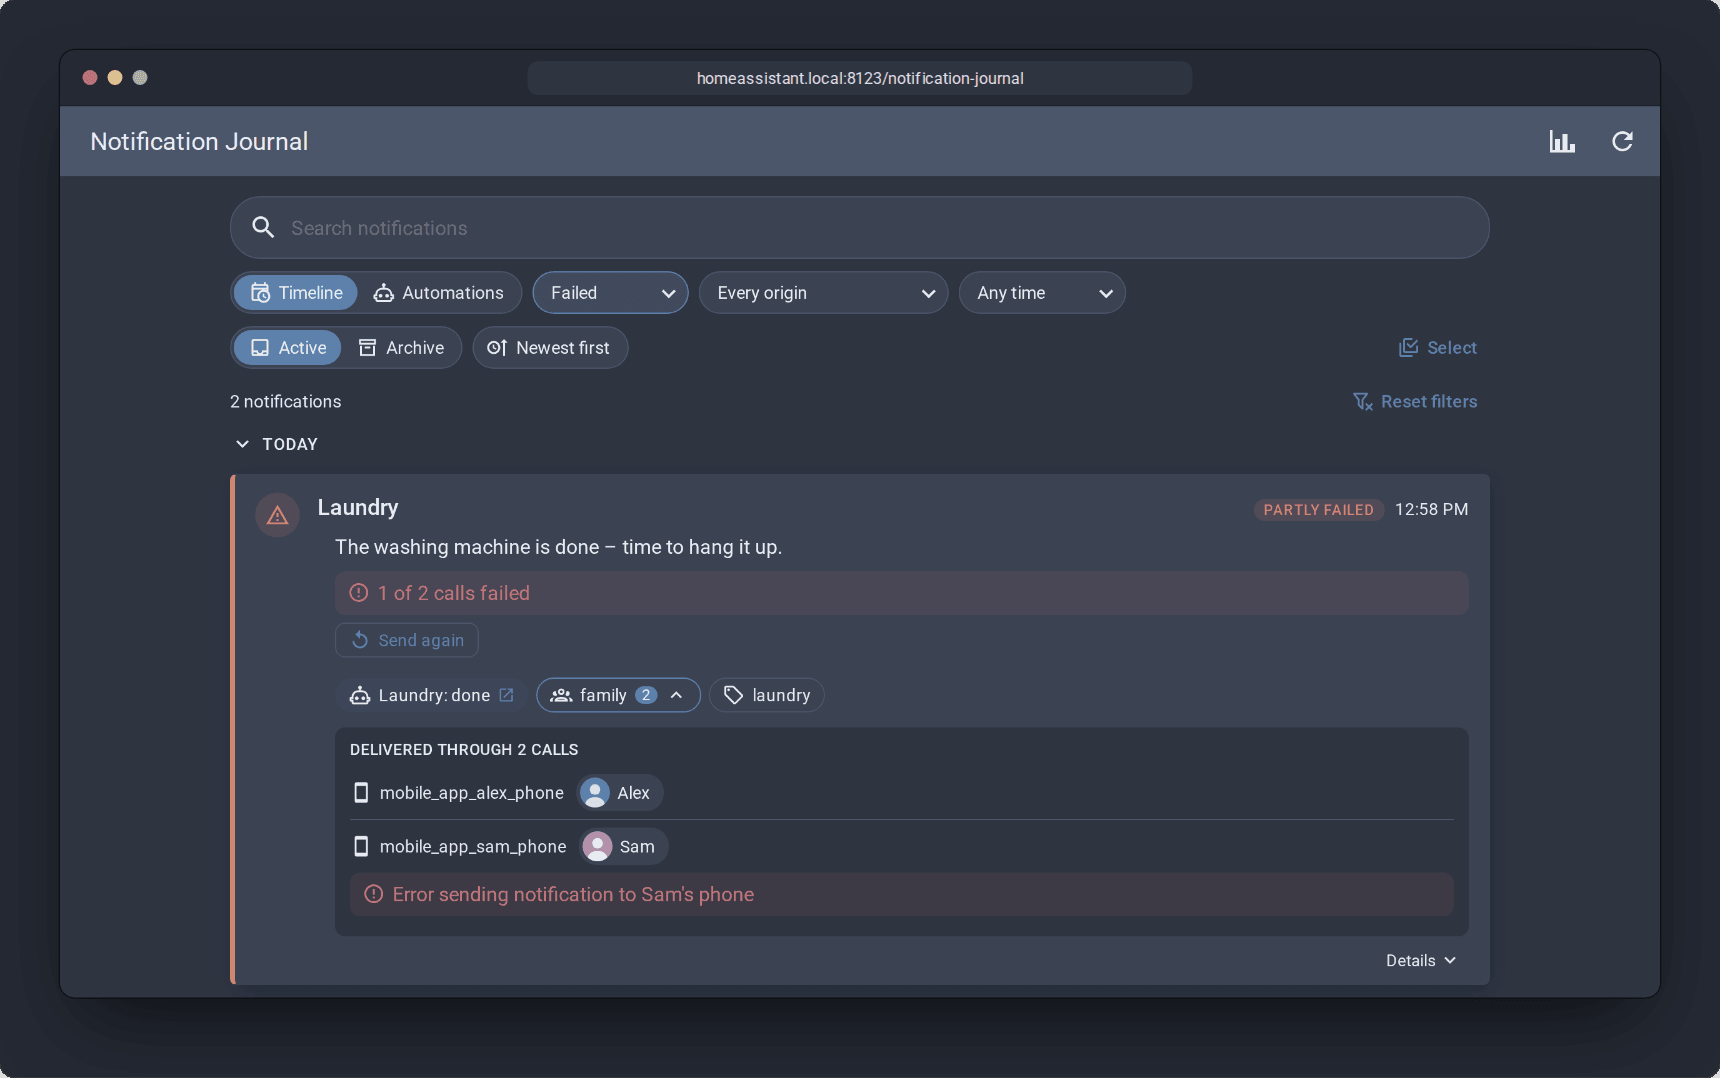 homeassistant.local:8123/notification-journal
Notification Journal
Search notifications
Timeline Automations Failed Every origin Any time
Active Archive Newest first Select
2 notifications Reset filters
TODAY
Laundry PARTLY FAILED 12:58 PM
The washing machine is done – time to hang it up.
1 of 2 calls failed
Send again
Laundry: done family 2 laundry
DELIVERED THROUGH 2 CALLS
mobile_app_alex_phone Alex
mobile_app_sam_phone Sam
Error sending notification to Sam's phone
Details